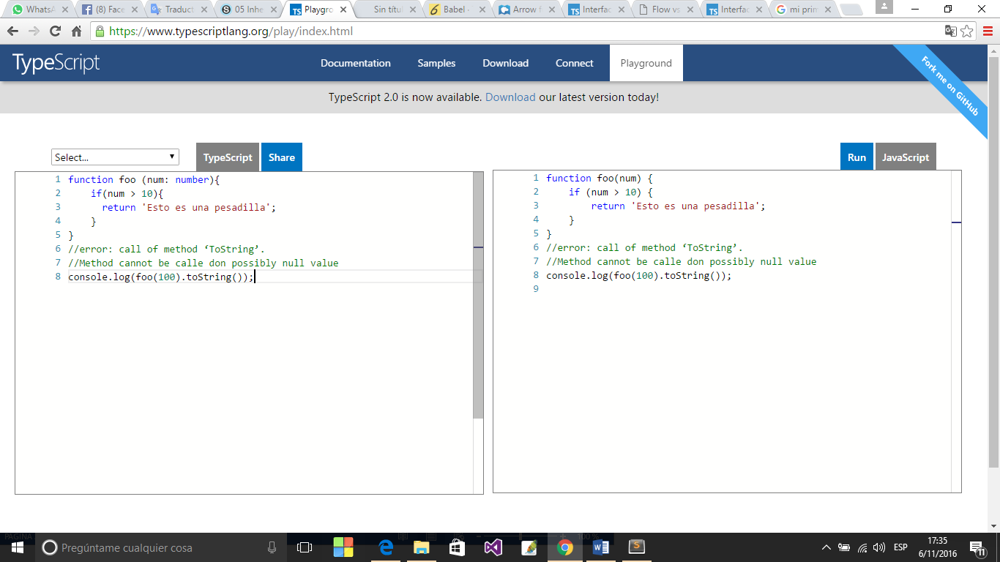 WhatsA
(8) Face
Traduct
05 Inhe
Playgro
Sin títul
Babel ·
Arrow f
Interfac
Flow vs
Interfac
mi prim
https://www.typescriptlang.org/play/index.html
TypeScript
Documentation
Samples
Download
Connect
Playground
Fork me on GitHub
TypeScript 2.0 is now available. Download our latest version today!
Select...
TypeScript
Share
Run
JavaScript
1 function foo (num: number){
2 if(num > 10){
3 return 'Esto es una pesadilla';
4 }
5 }
6 //error: call of method ‘ToString’.
7 //Method cannot be calle don possibly null value
8 console.log(foo(100).toString());
1 function foo(num) {
2 if (num > 10) {
3 return 'Esto es una pesadilla';
4 }
5 }
6 //error: call of method ‘ToString’.
7 //Method cannot be calle don possibly null value
8 console.log(foo(100).toString());
9
Pregúntame cualquier cosa
ESP
17:35
6/11/2016
11